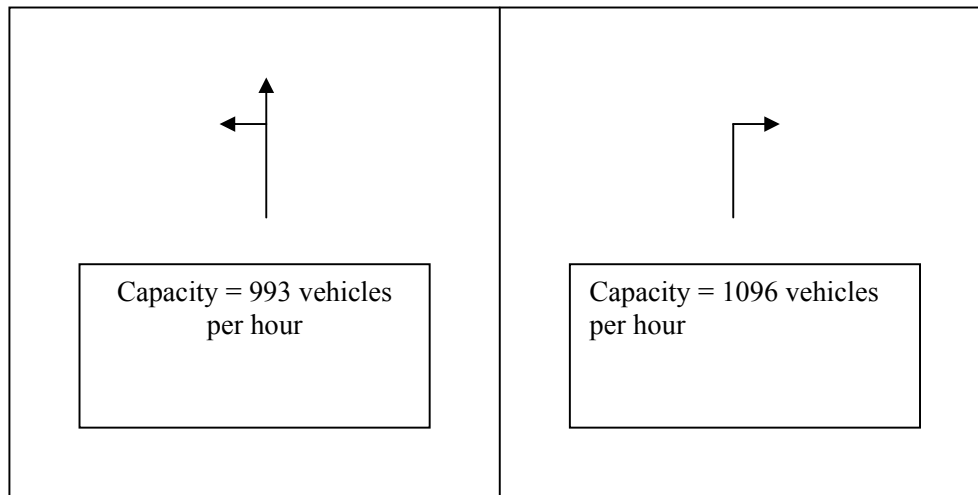 Capacity = 993 vehicles
per hour
Capacity = 1096 vehicles
per hour